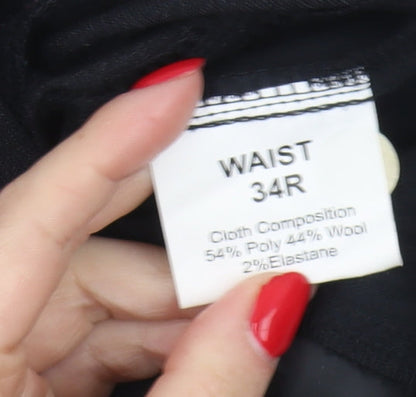 WAIST
34R
Cloth Composition
54% Poly 44% Wool
2%Elastane